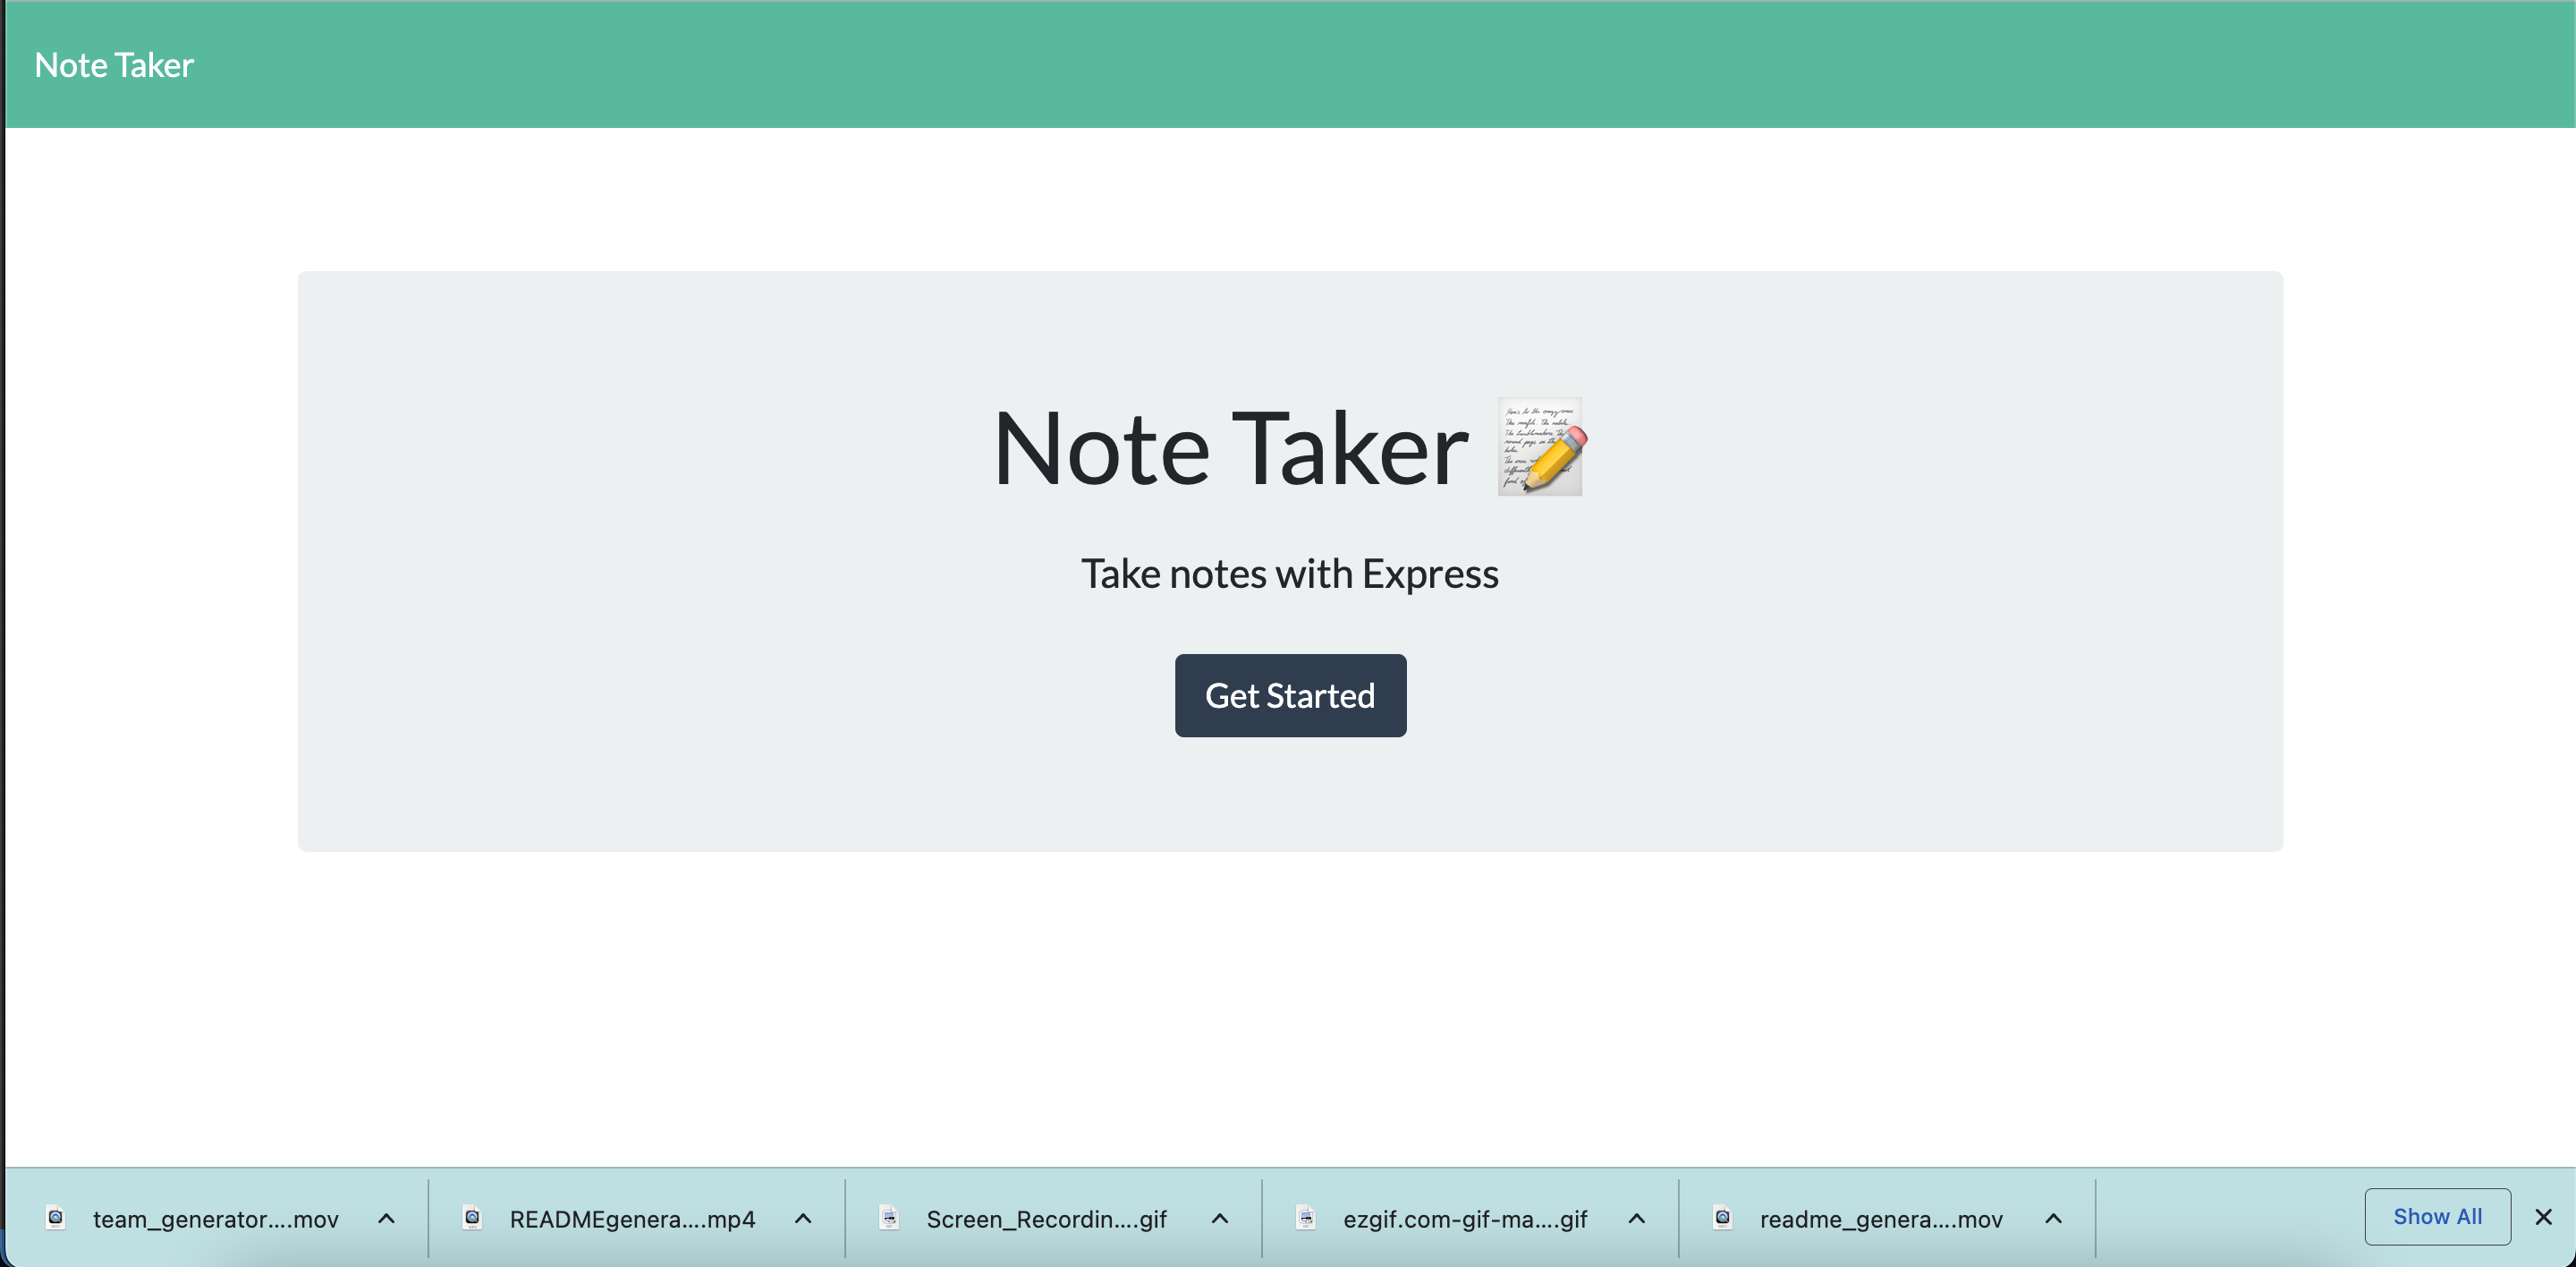 Note Taker
Note Taker
Take notes with Express
Get Started
team_generator....mov
READMEgenera....mp4
Screen_Recordin....gif
ezgif.com-gif-ma....gif
readme_genera....mov
Show All